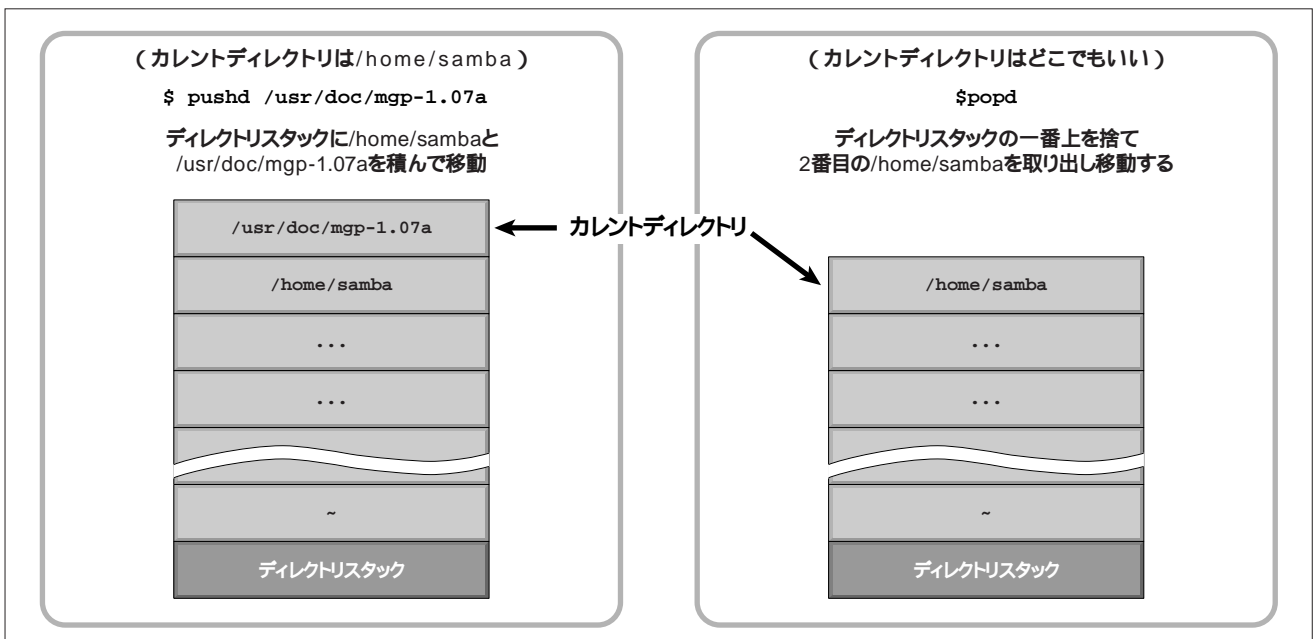 (カレントディレクトリは/home/samba)
$ pushd /usr/doc/mgp-1.07a
ディレクトリスタックに/home/sambaと
/usr/doc/mgp-1.07aを積んで移動
/usr/doc/mgp-1.07a
/home/samba
...
...
~
ディレクトリスタック
カレントディレクトリ
(カレントディレクトリはどこでもいい)
$popd
ディレクトリスタックの一番上を捨て
2番目の/home/sambaを取り出し移動する
/home/samba
...
...
~
ディレクトリスタック